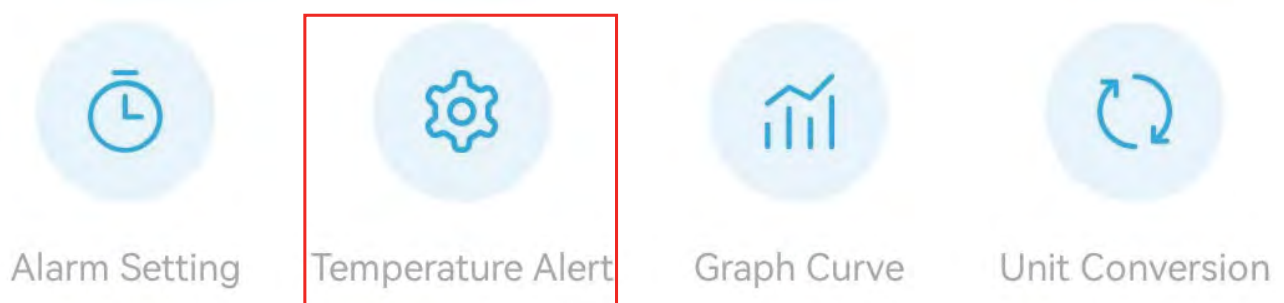 Alarm Setting
Temperature Alert
Graph Curve
Unit Conversion